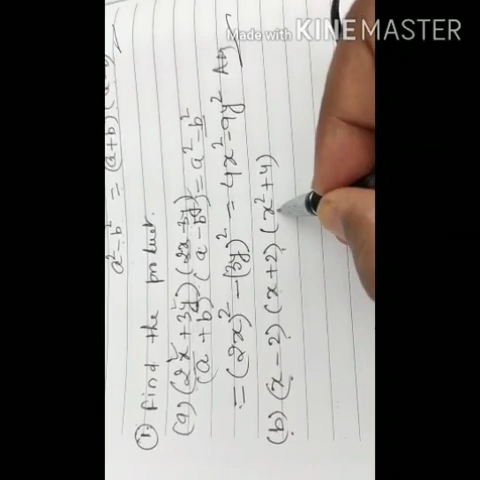 Made with KINEMASTER
a²-b² = (a+b)(a-b)
① Find the product.
(a) (2x+3y)(2x-3y)
(a+b)(a-b) = a²-b²
= (2x)² - (3y)² = 4x²-9y² Ans
(b) (x-2)(x+2)(x²+4)